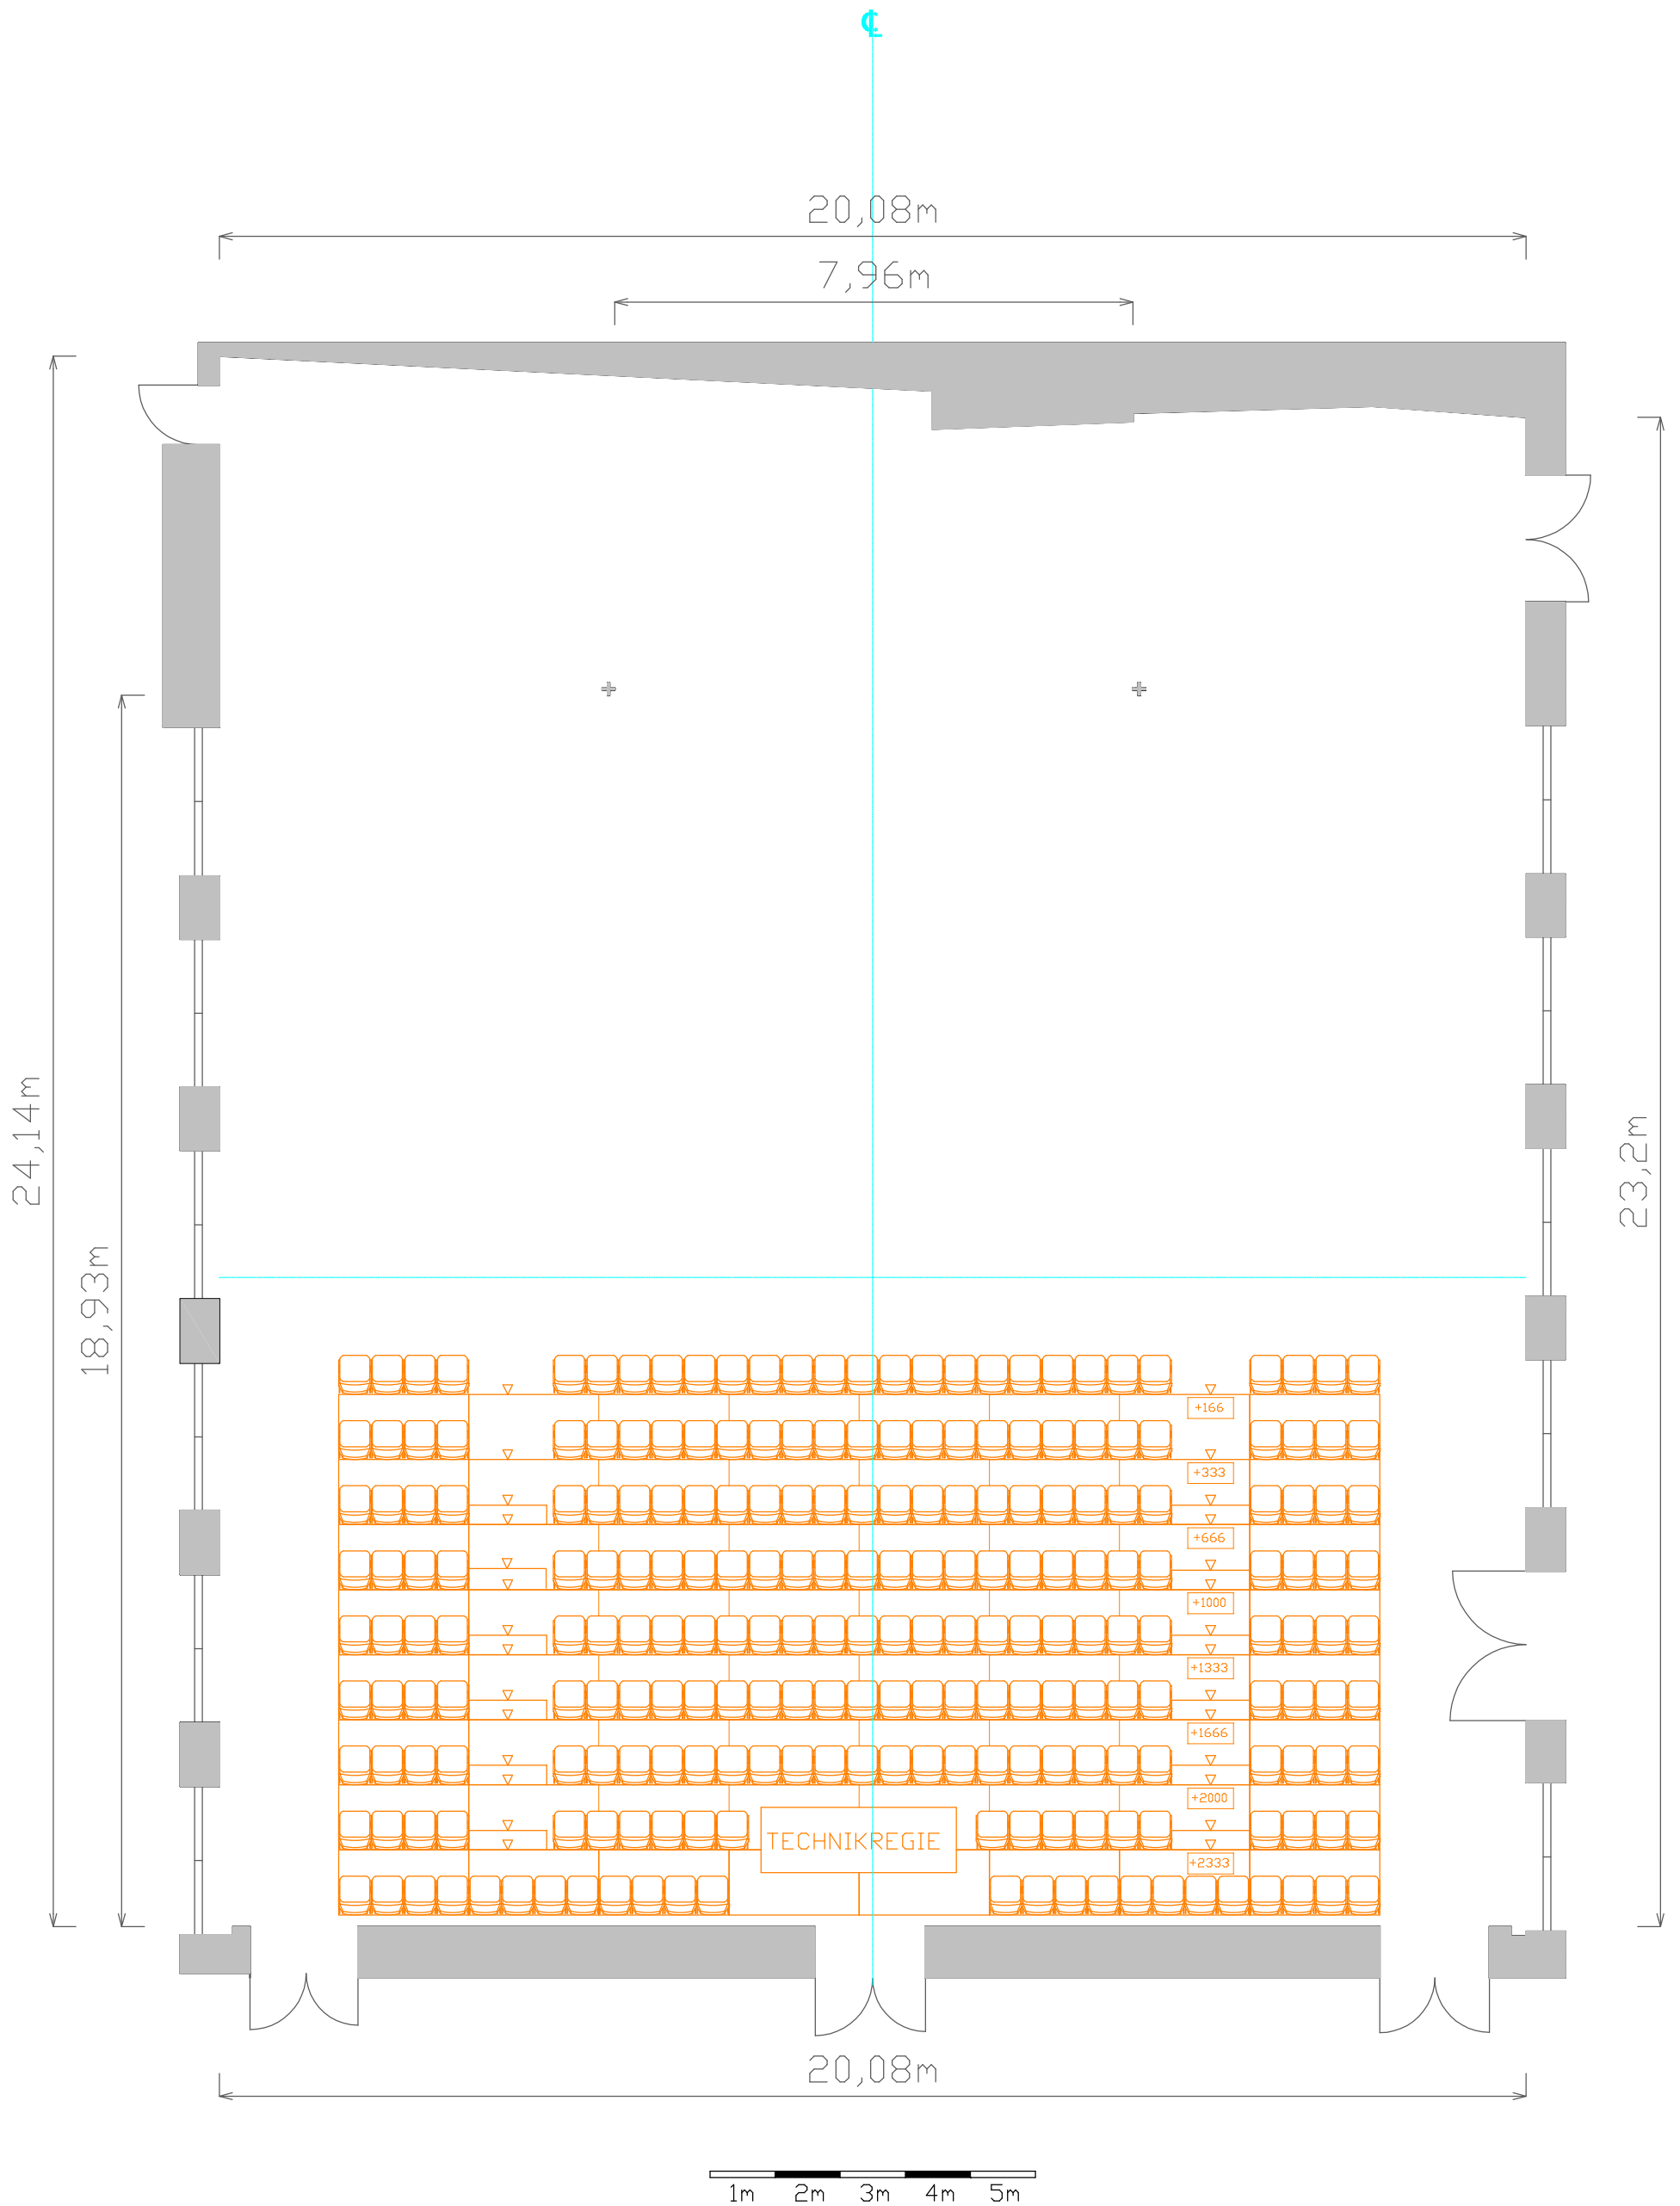 ℄
20,08m
7,96m
24,14m
18,93m
23,2m
+166
+333
+666
+1000
+1333
+1666
+2000
TECHNIKREGIE
+2333
20,08m
1m 2m 3m 4m 5m